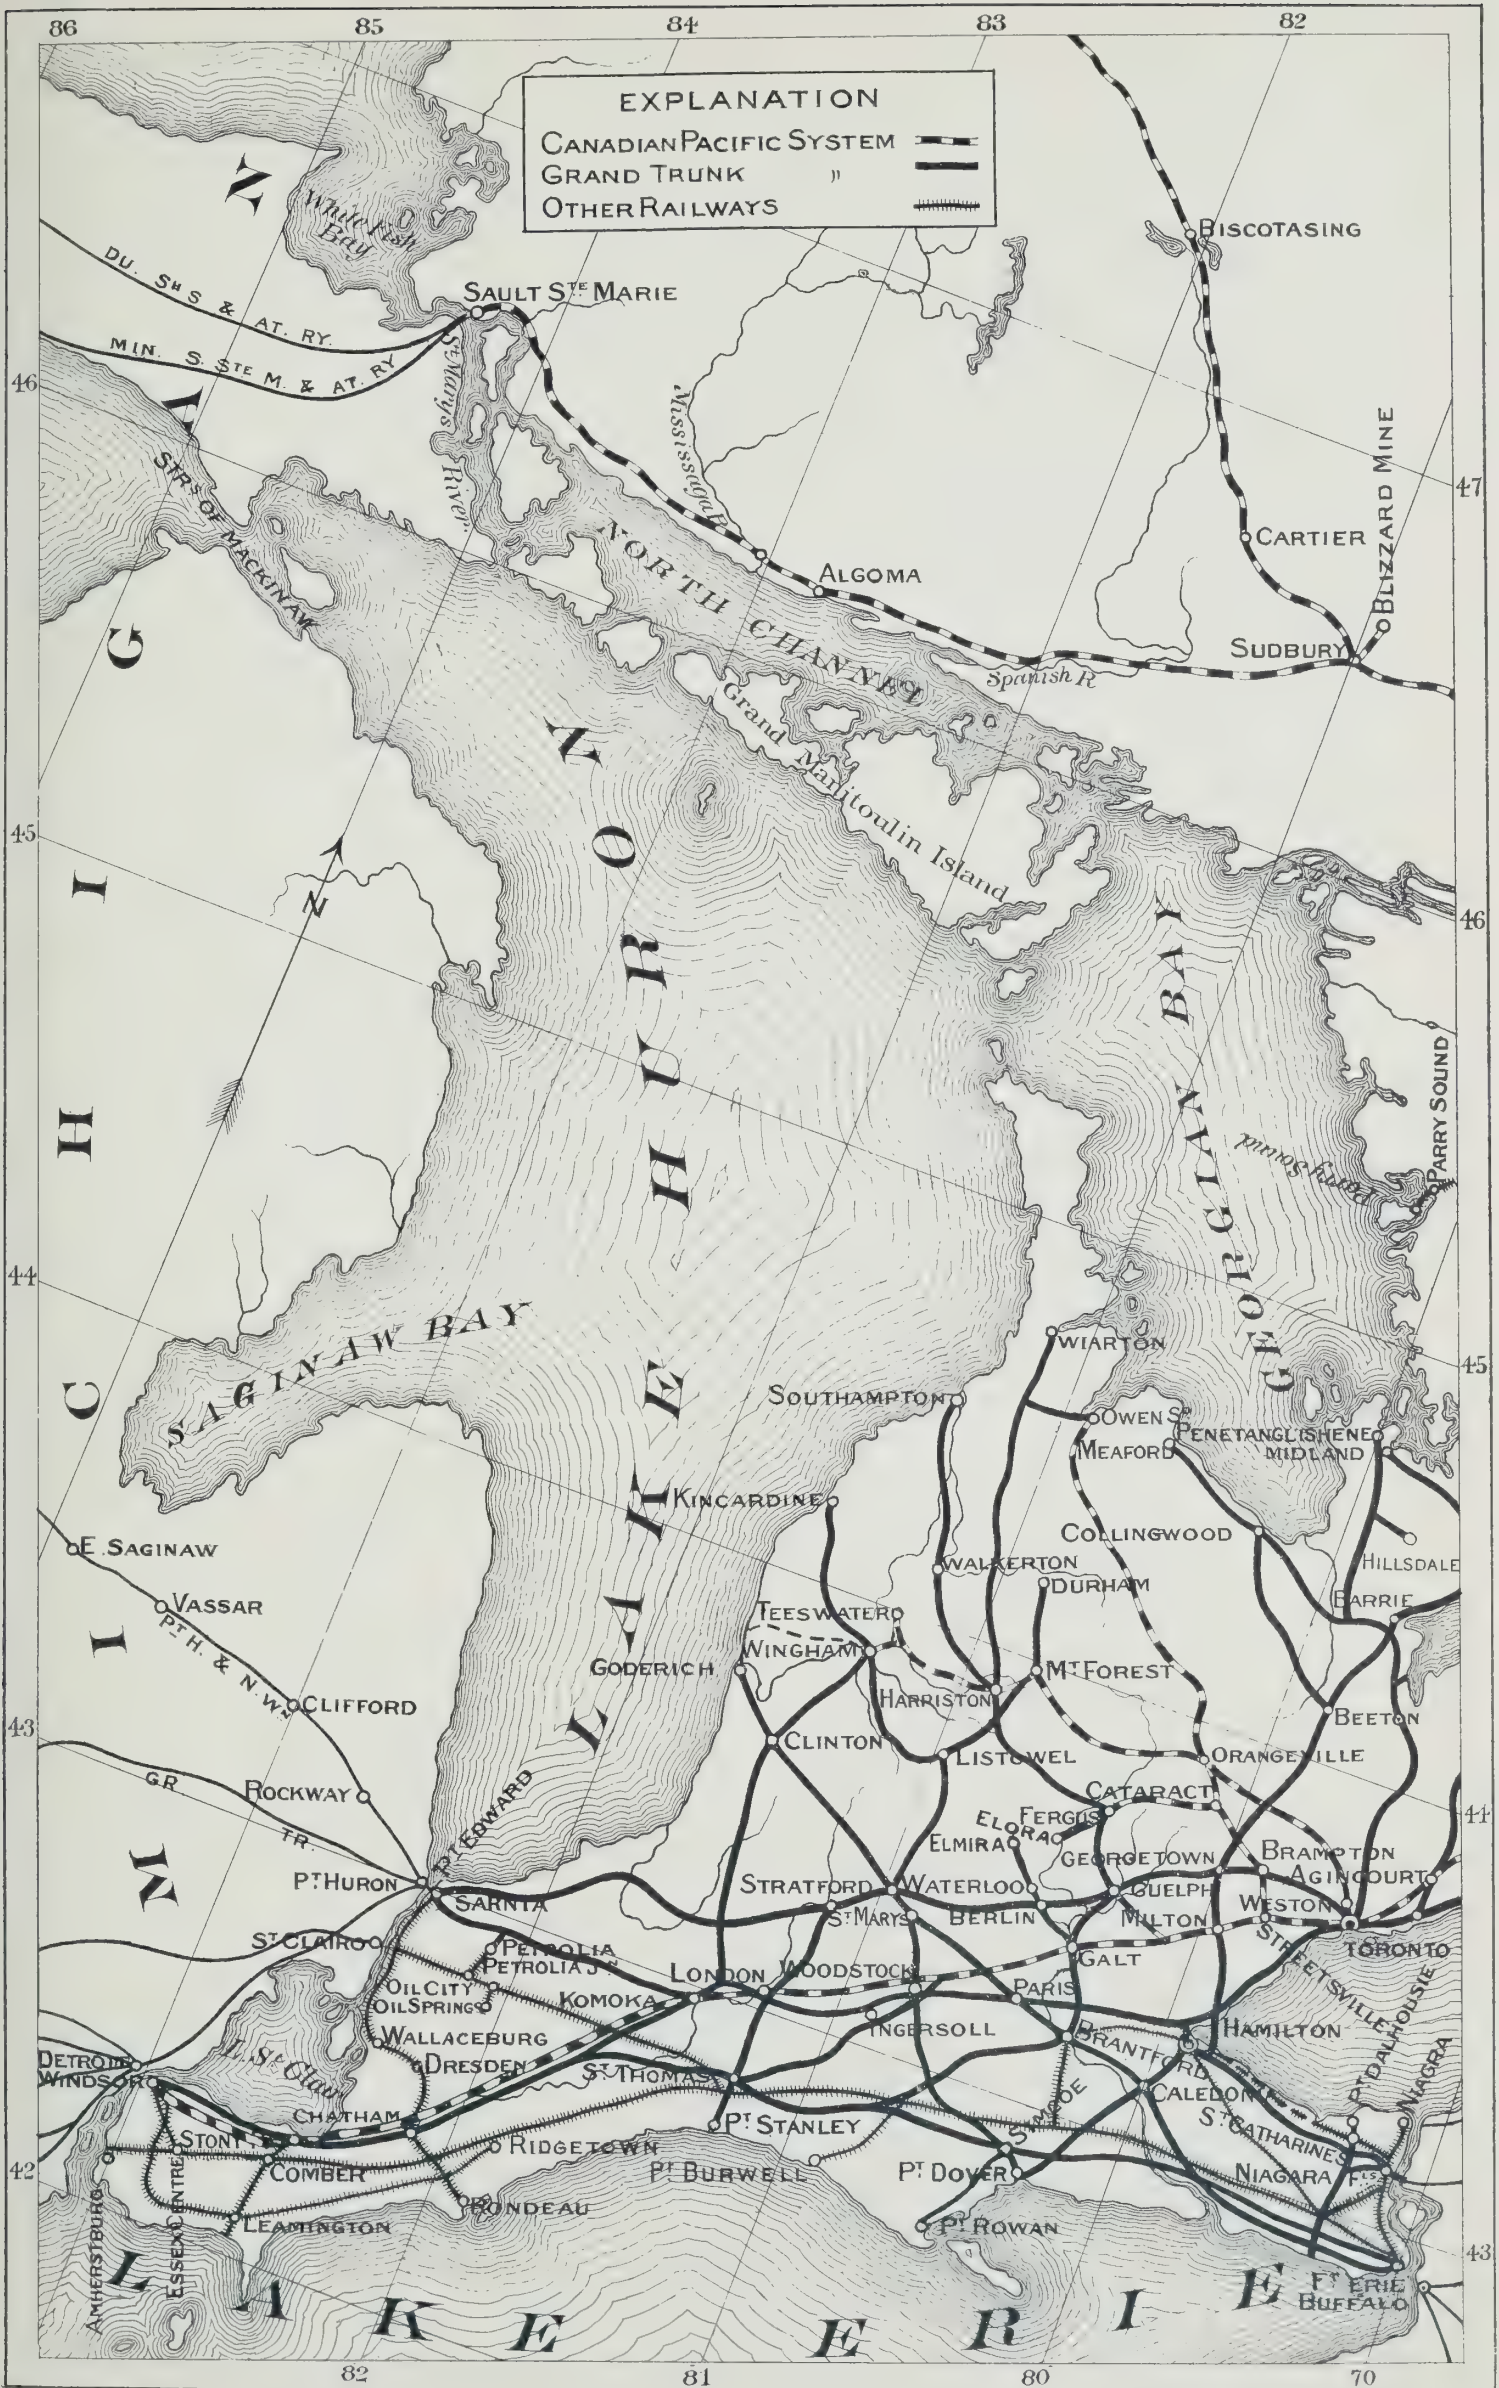 86
85
84
83
82
EXPLANATION
CANADIAN PACIFIC SYSTEM
GRAND TRUNK "
OTHER RAILWAYS
White Fish
Bay
BISCOTASING
DU. SH S & AT. RY.
SAULT STE MARIE
MIN. S. STE M. & AT. RY
46
St Marys River
Mississaga R
BLIZZARD MINE
47
STRS OF MACKINAW
CARTIER
NORTH CHANNEL
ALGOMA
SUDBURY
Spanish R
Grand Manitoulin Island
45
N
46
GEORGIAN BAY
PARRY SOUND
Parry Sound
LAKE HURON
MICHIGAN
44
SAGINAW BAY
WIARTON
45
SOUTHAMPTON
OWEN SD
PENETANGUISHENE
MEAFORD
MIDLAND
KINCARDINE
COLLINGWOOD
E. SAGINAW
HILLSDALE
WALKERTON
DURHAM
VASSAR
BARRIE
TEESWATER
PT H. & N. W.
WINGHAM
GODERICH
MT FOREST
HARRISTON
CLIFFORD
BEETON
43
CLINTON
LISTOWEL
ORANGEVILLE
GR. TR.
ROCKWAY
CATARACT
FERGUS
ELORA
ELMIRA
44
PT EDWARD
GEORGETOWN
BRAMPTON
AGINCOURT
PT HURON
STRATFORD
WATERLOO
GUELPH
WESTON
SARNIA
ST MARYS
BERLIN
MILTON
STREETSVILLE
TORONTO
ST CLAIR
PETROLIA
PETROLIA JN
GALT
OIL CITY
OIL SPRINGS
KOMOKA
LONDON
WOODSTOCK
PARIS
INGERSOLL
HAMILTON
WALLACEBURG
BRANTFORD
PT DALHOUSIE
NIAGRA
DETROIT
WINDSOR
L. St Clair
DRESDEN
ST THOMAS
SIMCOE
CALEDONIA
CHATHAM
PT STANLEY
ST CATHARINES
STONY
RIDGETOWN
COMBER
PT BURWELL
PT DOVER
NIAGARA FLS
42
RONDEAU
LEAMINGTON
PT ROWAN
AMHERSTBURG
ESSEX CENTRE
43
FT ERIE
BUFFALO
LAKE ERIE
82
81
80
70